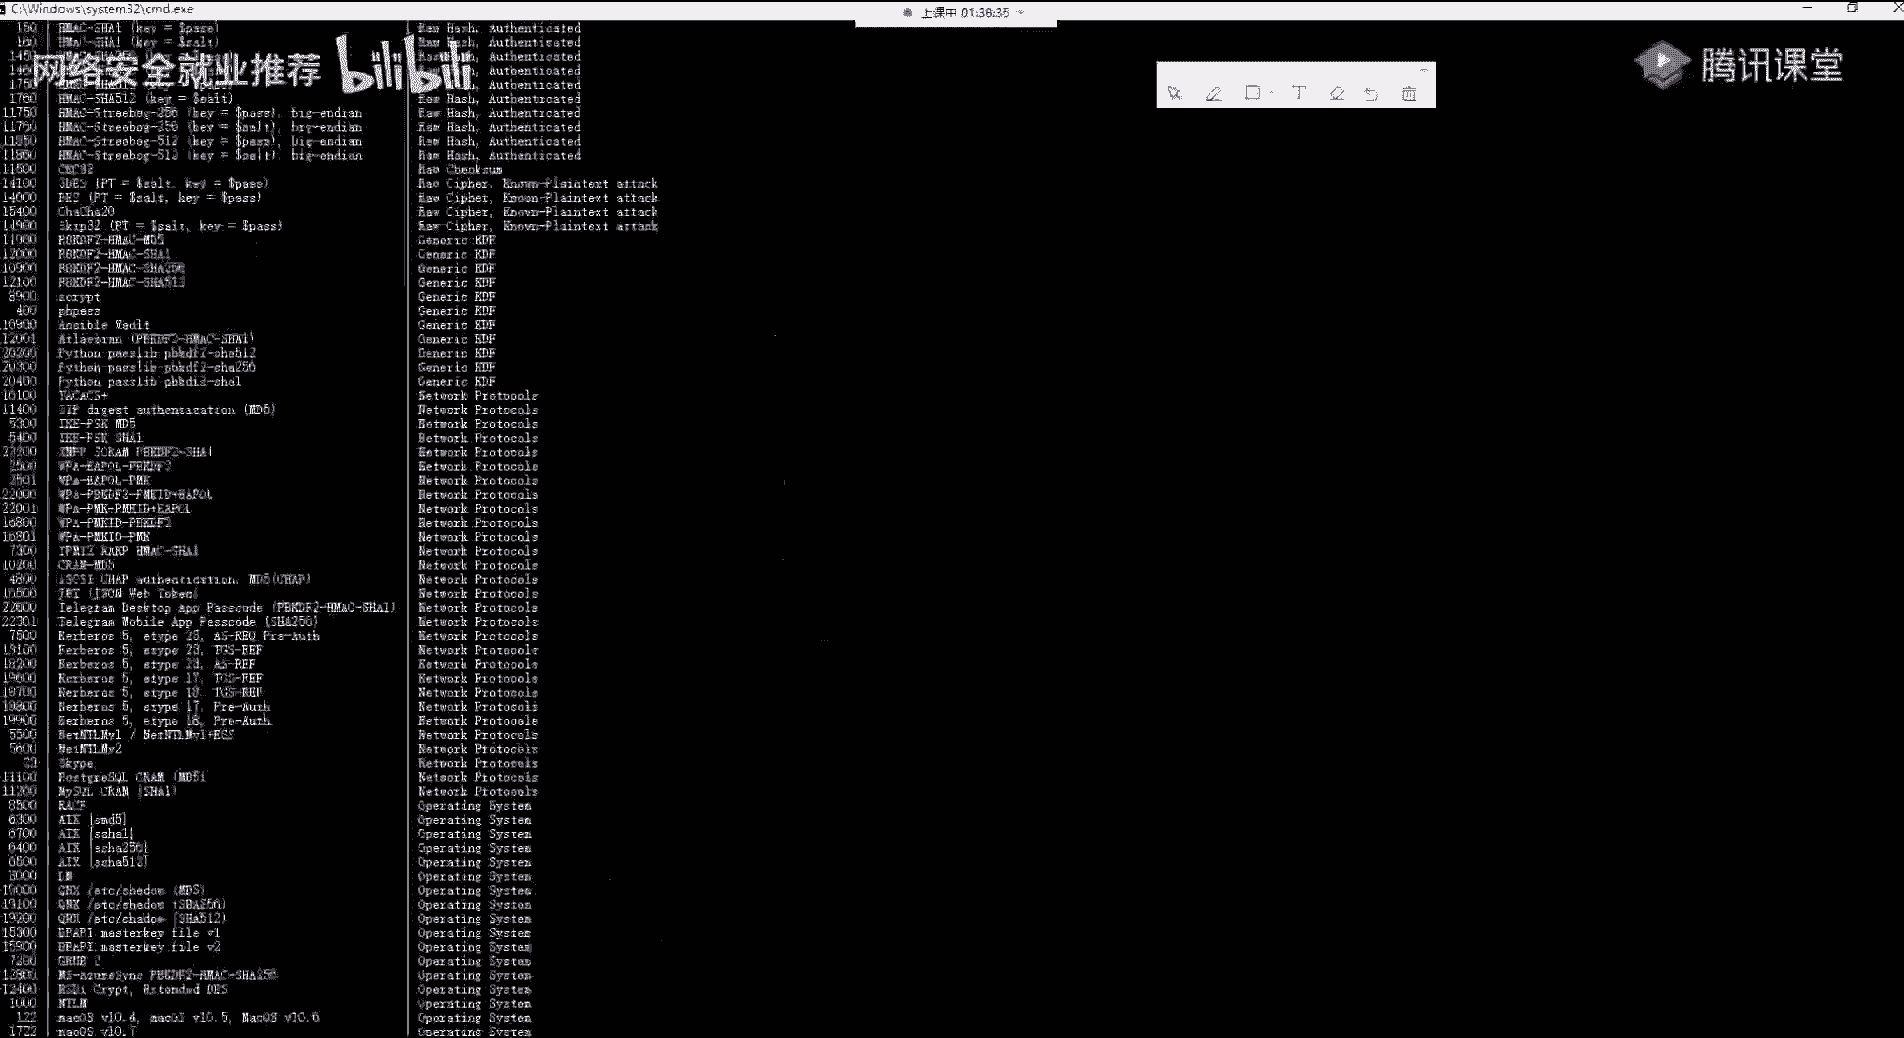 C:\Windows\system32\cmd.exe
上课中 01:38:35
网络安全就业推荐 bilibili
腾讯课堂
150 HMAC-SHA1 (key = $pass) Raw Hash, Authenticated
160 HMAC-SHA1 (key = $salt) Raw Hash, Authenticated
Raw Hash, Authenticated
Raw Hash, Authenticated
1750 Raw Hash, Authenticated
1760 HMAC-SHA512 (key = $salt) Raw Hash, Authenticated
11750 HMAC-Streebog-256 (key = $pass), big-endian Raw Hash, Authenticated
11760 HMAC-Streebog-256 (key = $salt), big-endian Raw Hash, Authenticated
11850 HMAC-Streebog-512 (key = $pass), big-endian Raw Hash, Authenticated
11860 HMAC-Streebog-512 (key = $salt), big-endian Raw Hash, Authenticated
11500 CRC32 Raw Checksum
14100 3DES (PT = $salt, key = $pass) Raw Cipher, Known-Plaintext attack
14000 DES (PT = $salt, key = $pass) Raw Cipher, Known-Plaintext attack
15400 ChaCha20 Raw Cipher, Known-Plaintext attack
14900 Skip32 (PT = $salt, key = $pass) Raw Cipher, Known-Plaintext attack
11900 PBKDF2-HMAC-MD5 Generic KDF
12000 PBKDF2-HMAC-SHA1 Generic KDF
10900 PBKDF2-HMAC-SHA256 Generic KDF
12100 PBKDF2-HMAC-SHA512 Generic KDF
8900 scrypt Generic KDF
400 phpass Generic KDF
16900 Ansible Vault Generic KDF
12001 Atlassian (PBKDF2-HMAC-SHA1) Generic KDF
20200 Python passlib pbkdf2-sha512 Generic KDF
20300 Python passlib pbkdf2-sha256 Generic KDF
20400 Python passlib pbkdf2-sha1 Generic KDF
16100 TACACS+ Network Protocols
11400 SIP digest authentication (MD5) Network Protocols
5300 IKE-PSK MD5 Network Protocols
5400 IKE-PSK SHA1 Network Protocols
23200 XMPP SCRAM PBKDF2-SHA1 Network Protocols
2500 WPA-EAPOL-PBKDF2 Network Protocols
2501 WPA-EAPOL-PMK Network Protocols
22000 WPA-PBKDF2-PMKID+EAPOL Network Protocols
22001 WPA-PMK-PMKID+EAPOL Network Protocols
16800 WPA-PMKID-PBKDF2 Network Protocols
16801 WPA-PMKID-PMK Network Protocols
7300 IPMI2 RAKP HMAC-SHA1 Network Protocols
10200 CRAM-MD5 Network Protocols
4800 iSCSI CHAP authentication, MD5(CHAP) Network Protocols
16500 JWT (JSON Web Token) Network Protocols
22600 Telegram Desktop App Passcode (PBKDF2-HMAC-SHA1) Network Protocols
22301 Telegram Mobile App Passcode (SHA256) Network Protocols
7500 Kerberos 5, etype 23, AS-REQ Pre-Auth Network Protocols
13100 Kerberos 5, etype 23, TGS-REP Network Protocols
18200 Kerberos 5, etype 23, AS-REP Network Protocols
19600 Kerberos 5, etype 17, TGS-REP Network Protocols
19700 Kerberos 5, etype 18, TGS-REP Network Protocols
19800 Kerberos 5, etype 17, Pre-Auth Network Protocols
19900 Kerberos 5, etype 18, Pre-Auth Network Protocols
5500 NetNTLMv1 / NetNTLMv1+ESS Network Protocols
5600 NetNTLMv2 Network Protocols
23 Skype Network Protocols
11100 PostgreSQL CRAM (MD5) Network Protocols
11200 MySQL CRAM (SHA1) Network Protocols
8500 RACF Operating System
6300 AIX {smd5} Operating System
6700 AIX {ssha1} Operating System
6400 AIX {ssha256} Operating System
6500 AIX {ssha512} Operating System
3000 LM Operating System
19000 QNX /etc/shadow (MD5) Operating System
19100 QNX /etc/shadow (SHA256) Operating System
19200 QNX /etc/shadow (SHA512) Operating System
15300 DPAPI masterkey file v1 Operating System
15900 DPAPI masterkey file v2 Operating System
7200 GRUB 2 Operating System
12800 MS-AzureSync PBKDF2-HMAC-SHA256 Operating System
12400 BSDi Crypt, Extended DES Operating System
1000 NTLM Operating System
122 macOS v10.4, macOS v10.5, MacOS v10.6 Operating System
1722 macOS v10.7 Operating System